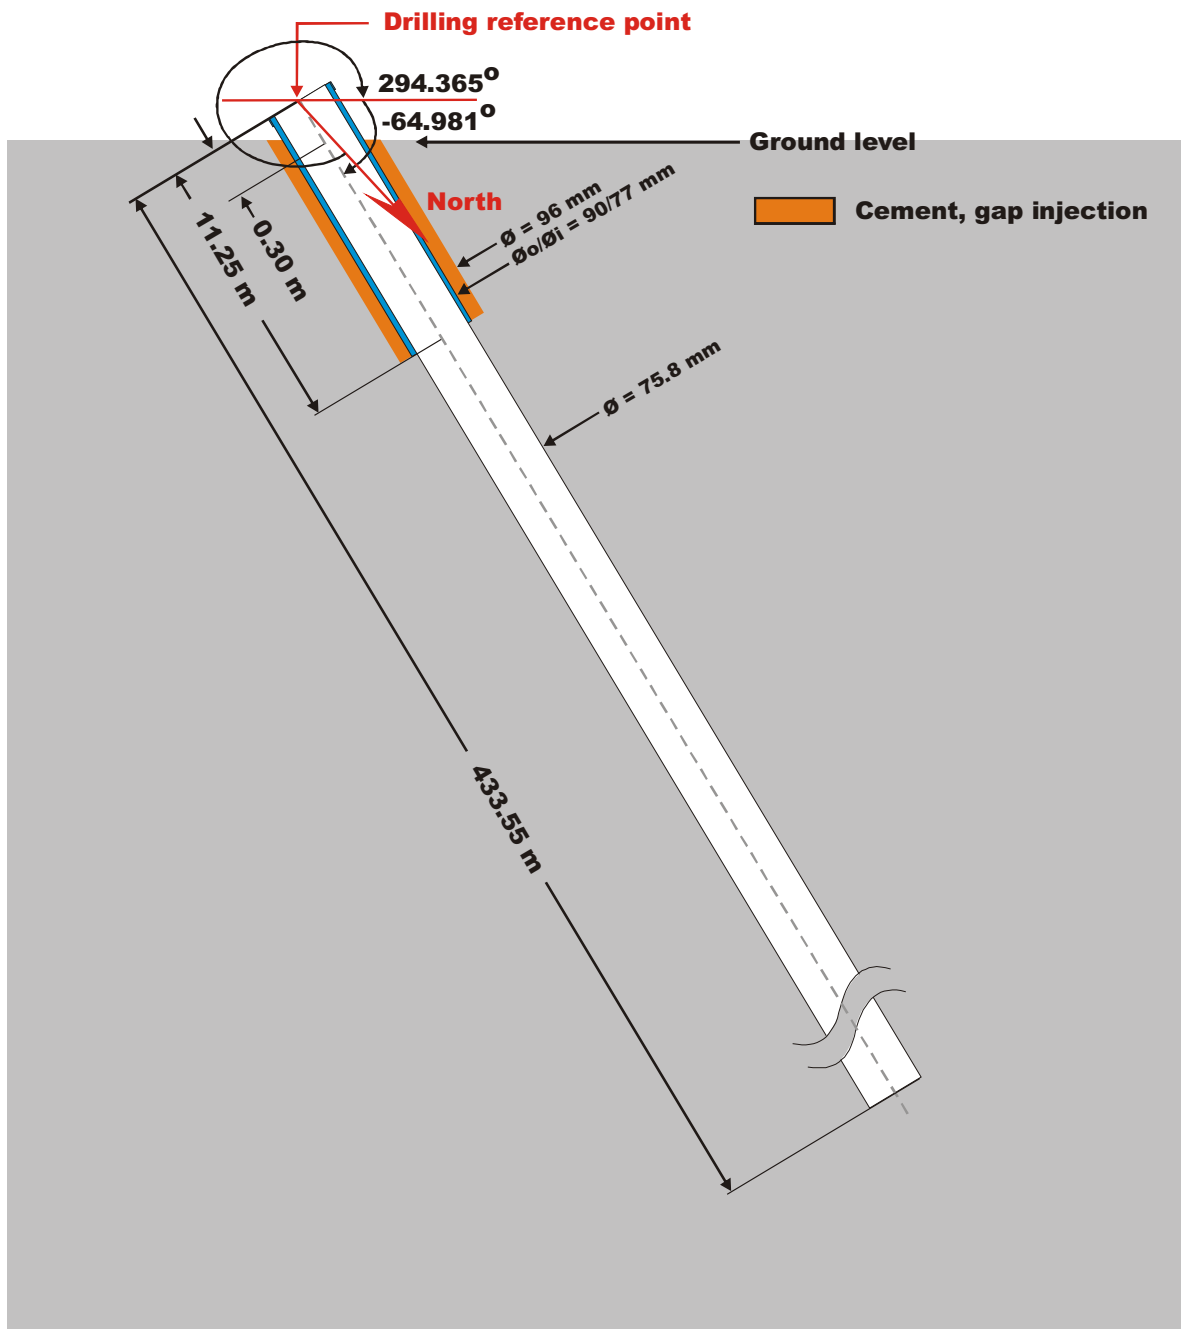 Drilling reference point
294.365°
-64.981°
Ground level
North
Cement, gap injection
Ø = 96 mm
Øo/Øi = 90/77 mm
0.30 m
11.25 m
Ø = 75.8 mm
433.55 m